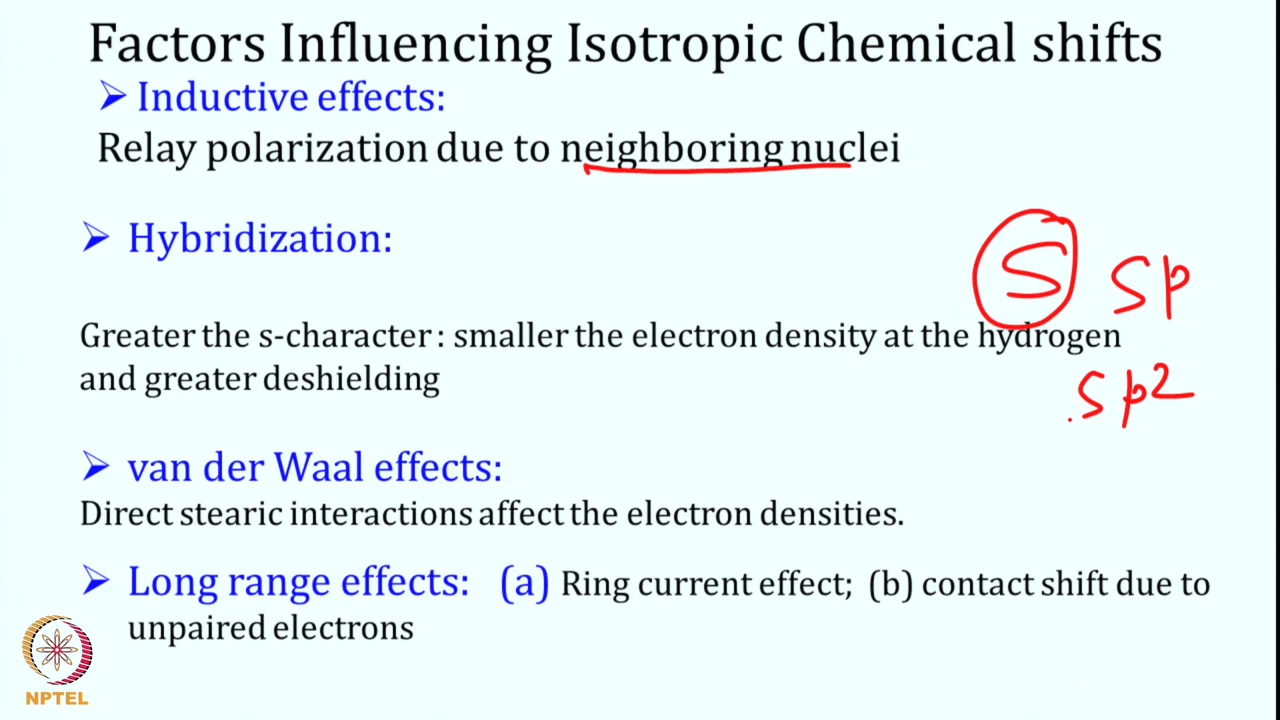 Factors Influencing Isotropic Chemical shifts
➢ Inductive effects:
Relay polarization due to neighboring nuclei
➢ Hybridization:
S sp
Greater the s-character : smaller the electron density at the hydrogen
and greater deshielding
sp2
➢ van der Waal effects:
Direct stearic interactions affect the electron densities.
➢ Long range effects: (a) Ring current effect; (b) contact shift due to
unpaired electrons
NPTEL